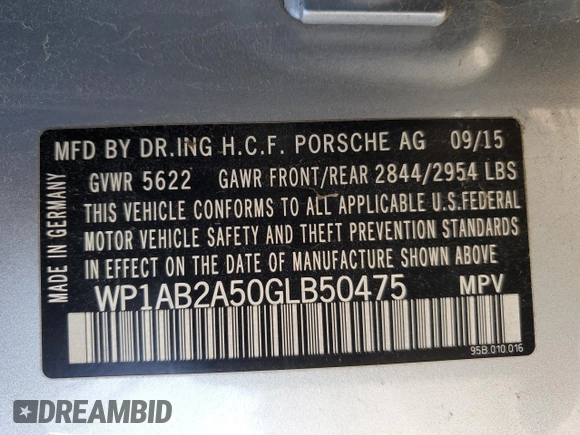 MFD BY DR.ING H.C.F. PORSCHE AG 09/15
GVWR 5622 GAWR FRONT/REAR 2844/2954 LBS
THIS VEHICLE CONFORMS TO ALL APPLICABLE U.S.FEDERAL
MOTOR VEHICLE SAFETY AND THEFT PREVENTION STANDARDS
IN EFFECT ON THE DATE OF MANUFACTURE SHOWN ABOVE.
WP1AB2A50GLB50475 MPV
95B.010.016
MADE IN GERMANY
DREAMBID